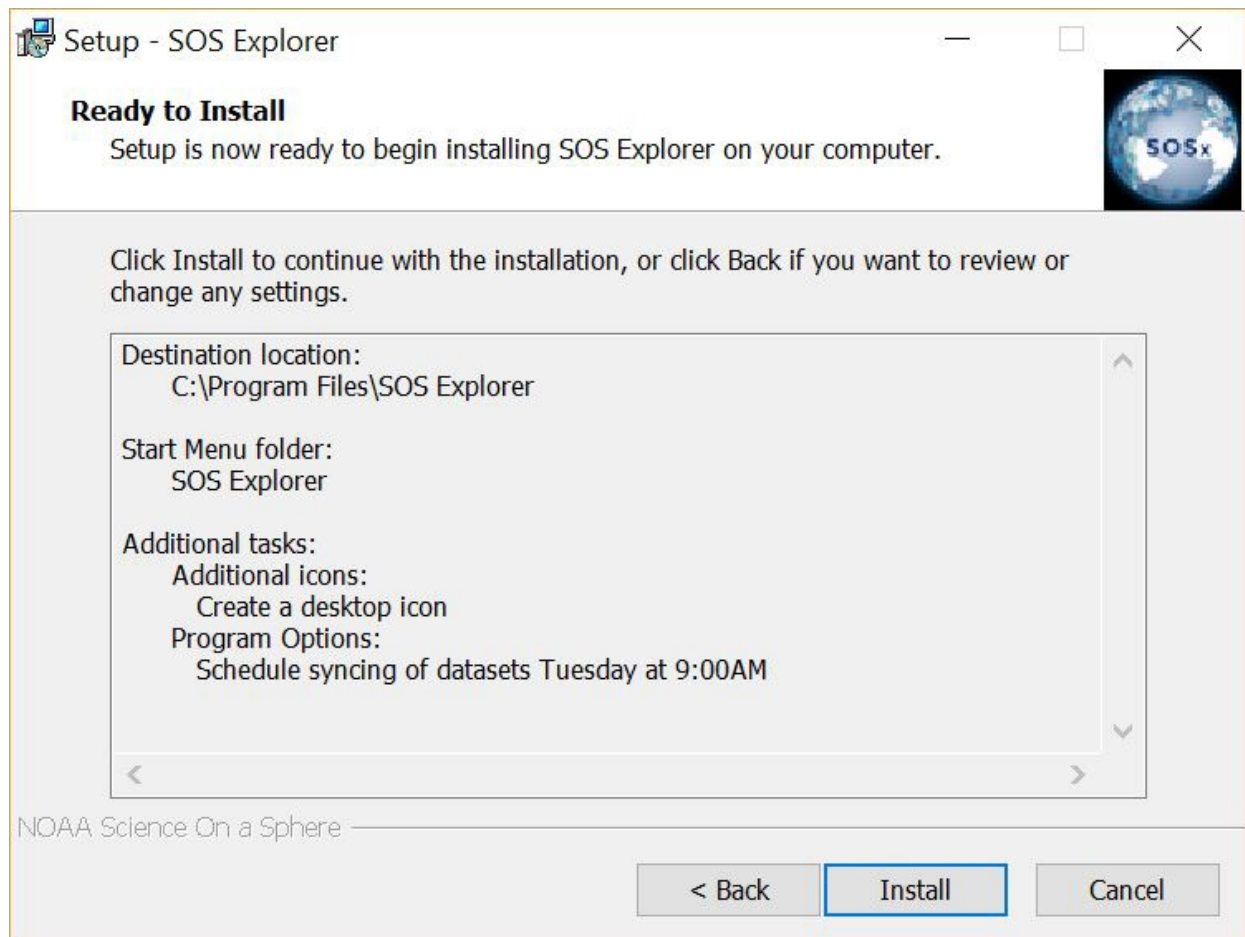 Setup - SOS Explorer
Ready to Install
Setup is now ready to begin installing SOS Explorer on your computer.
SOSx
Click Install to continue with the installation, or click Back if you want to review or
change any settings.
Destination location:
C:\Program Files\SOS Explorer
Start Menu folder:
SOS Explorer
Additional tasks:
Additional icons:
Create a desktop icon
Program Options:
Schedule syncing of datasets Tuesday at 9:00AM
NOAA Science On a Sphere
< Back
Install
Cancel